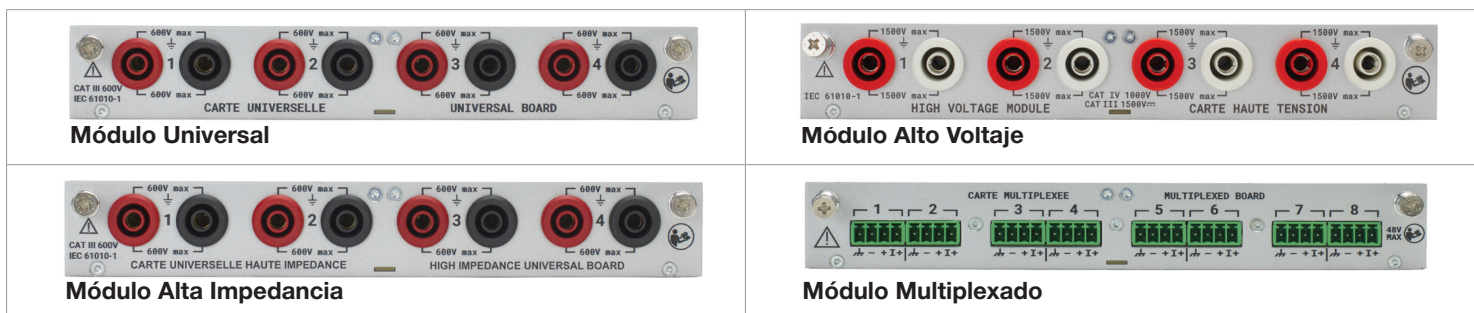 600V max 600V max 600V max 600V max
1 2 3 4
CAT III 600V
IEC 61010-1
600V max 600V max 600V max 600V max
CARTE UNIVERSELLE UNIVERSAL BOARD
Módulo Universal
1500V max 1500V max 1500V max 1500V max
1 2 3 4
IEC 61010-1 1500V max 1500V max CAT IV 1000V 1500V max 1500V max
HIGH VOLTAGE MODULE CAT III 1500V⎓ CARTE HAUTE TENSION
Módulo Alto Voltaje
600V max 600V max 600V max 600V max
1 2 3 4
CAT III 600V
IEC 61010-1
600V max 600V max 600V max 600V max
CARTE UNIVERSELLE HAUTE IMPEDANCE HIGH IMPEDANCE UNIVERSAL BOARD
Módulo Alta Impedancia
CARTE MULTIPLEXEE MULTIPLEXED BOARD
1 2 3 4 5 6 7 8
48V
MAX
- + I+ - + I+ - + I+ - + I+ - + I+ - + I+ - + I+ - + I+
Módulo Multiplexado